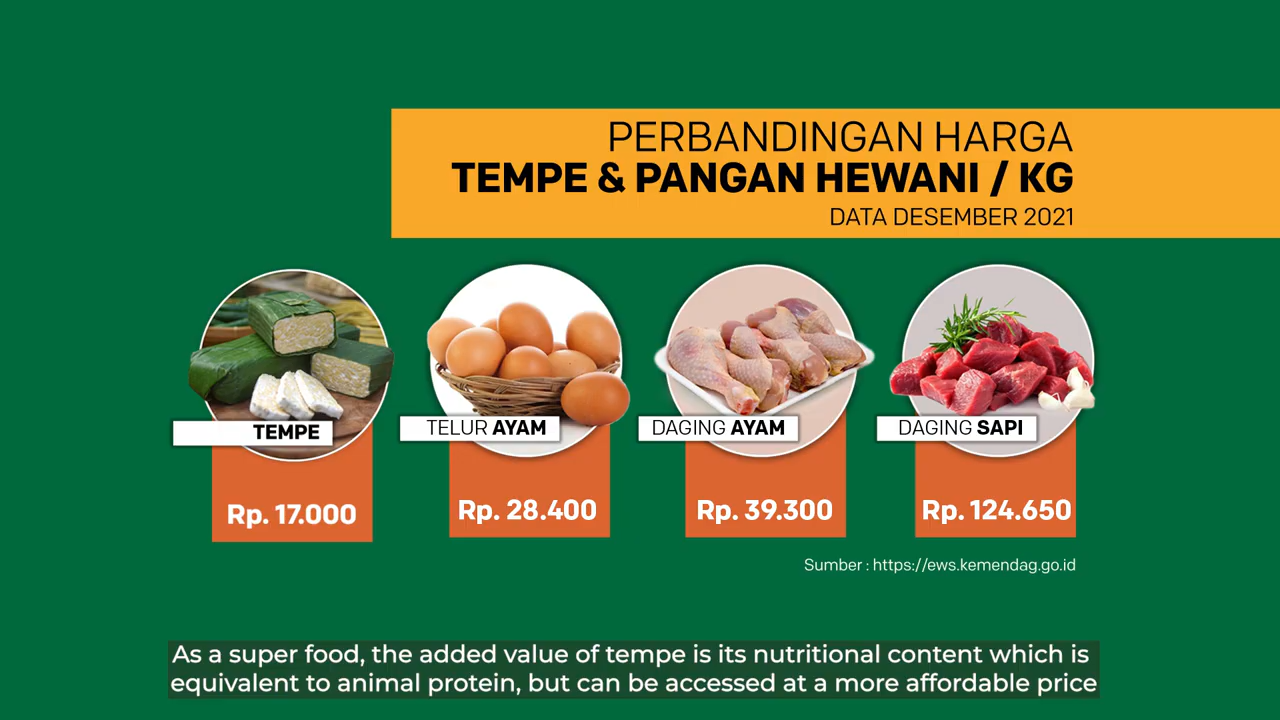 PERBANDINGAN HARGA
TEMPE & PANGAN HEWANI / KG
DATA DESEMBER 2021
TEMPE
Rp. 17.000
TELUR AYAM
Rp. 28.400
DAGING AYAM
Rp. 39.300
DAGING SAPI
Rp. 124.650
Sumber : https://ews.kemendag.go.id
As a super food, the added value of tempe is its nutritional content which is
equivalent to animal protein, but can be accessed at a more affordable price